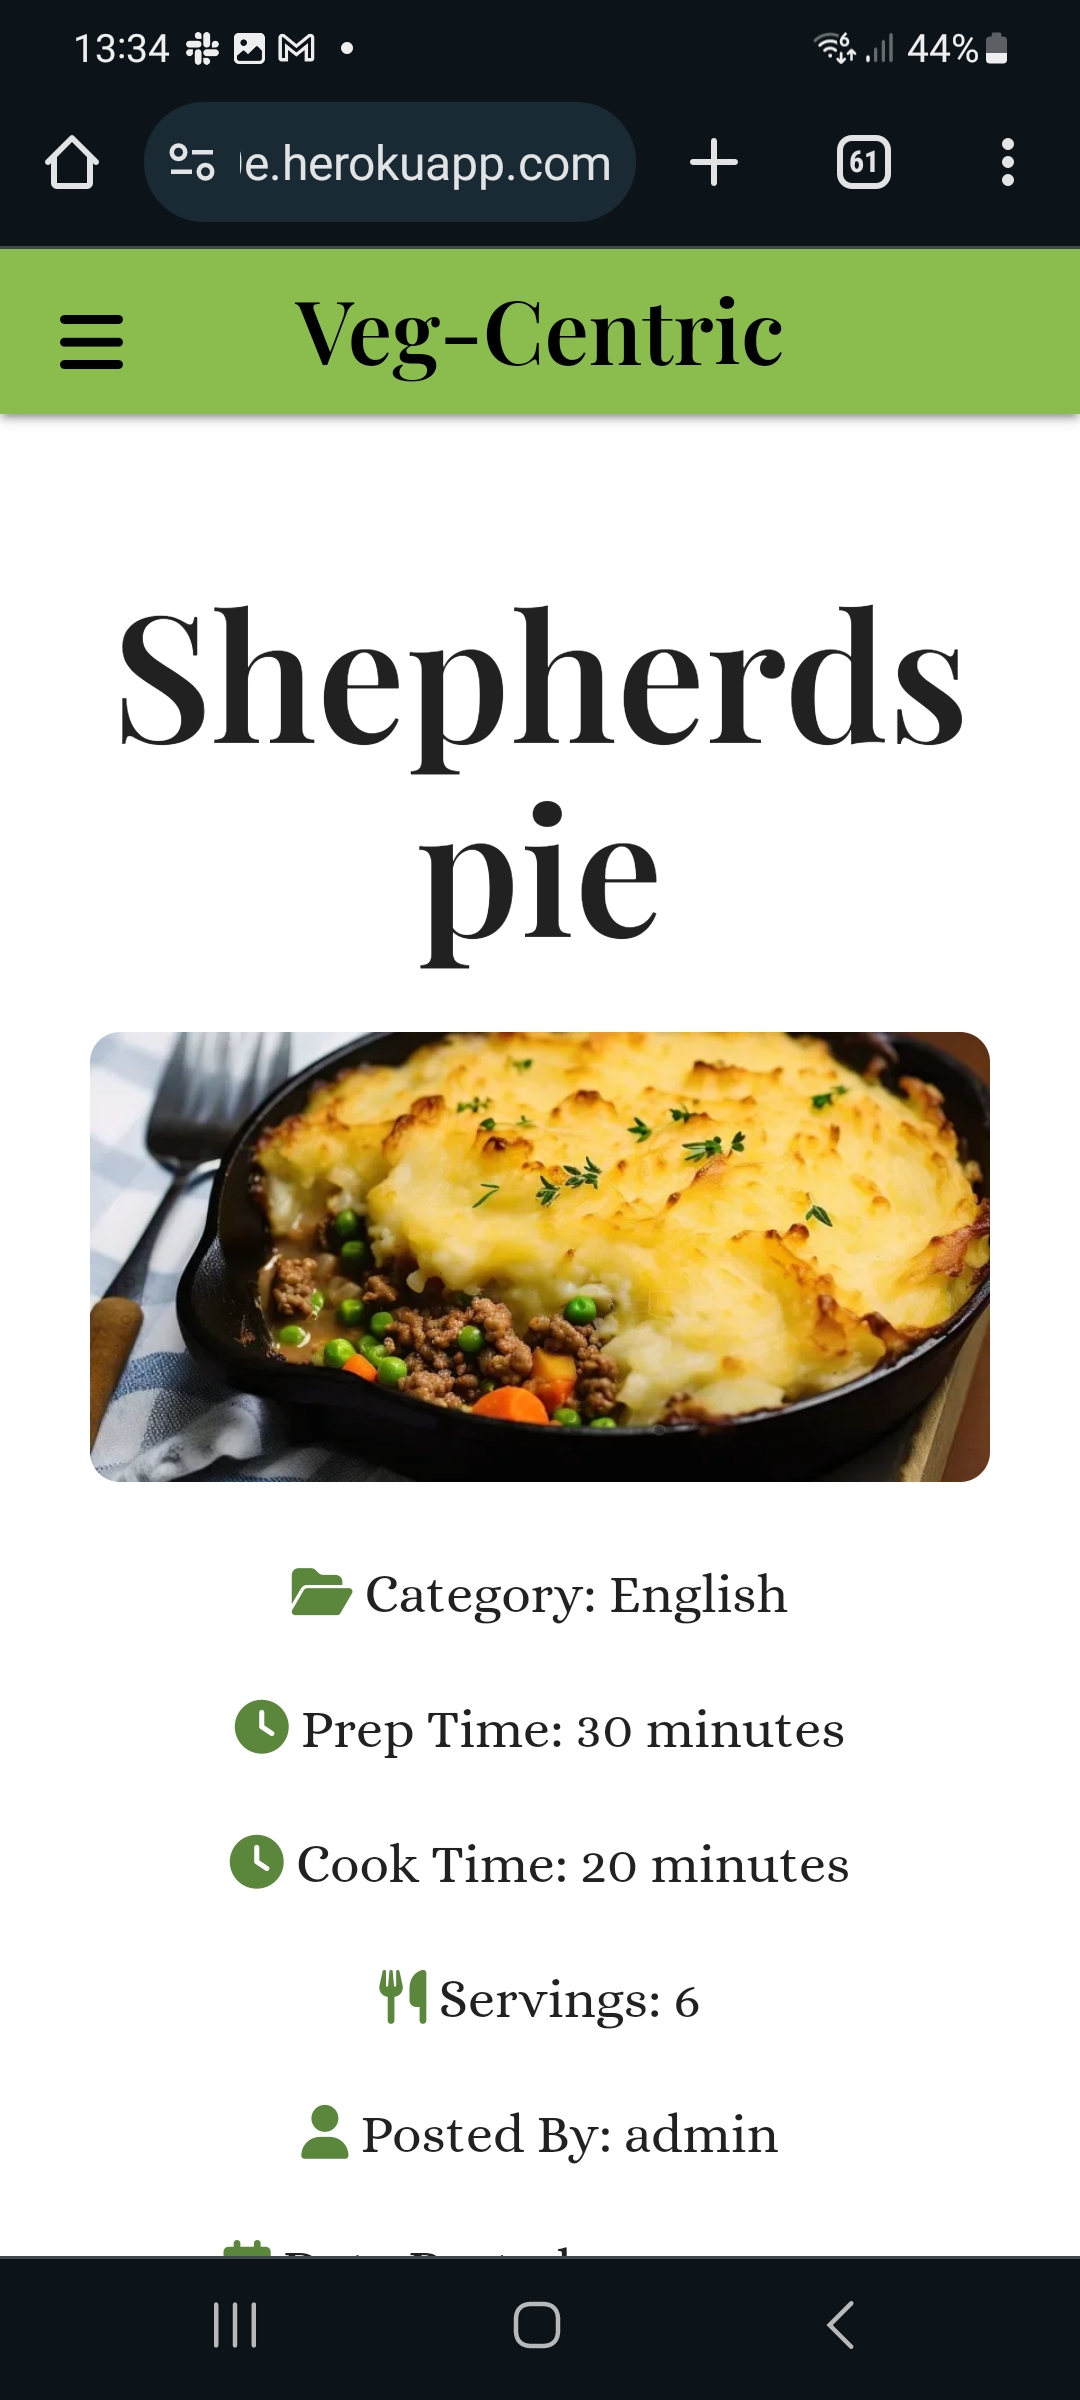 13:34
44%
e.herokuapp.com
61
Veg-Centric
Shepherds
pie
Category: English
Prep Time: 30 minutes
Cook Time: 20 minutes
Servings: 6
Posted By: admin